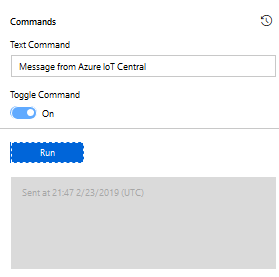 Commands
Text Command
Message from Azure IoT Central
Toggle Command
On
Run
Sent at 21:47 2/23/2019 (UTC)